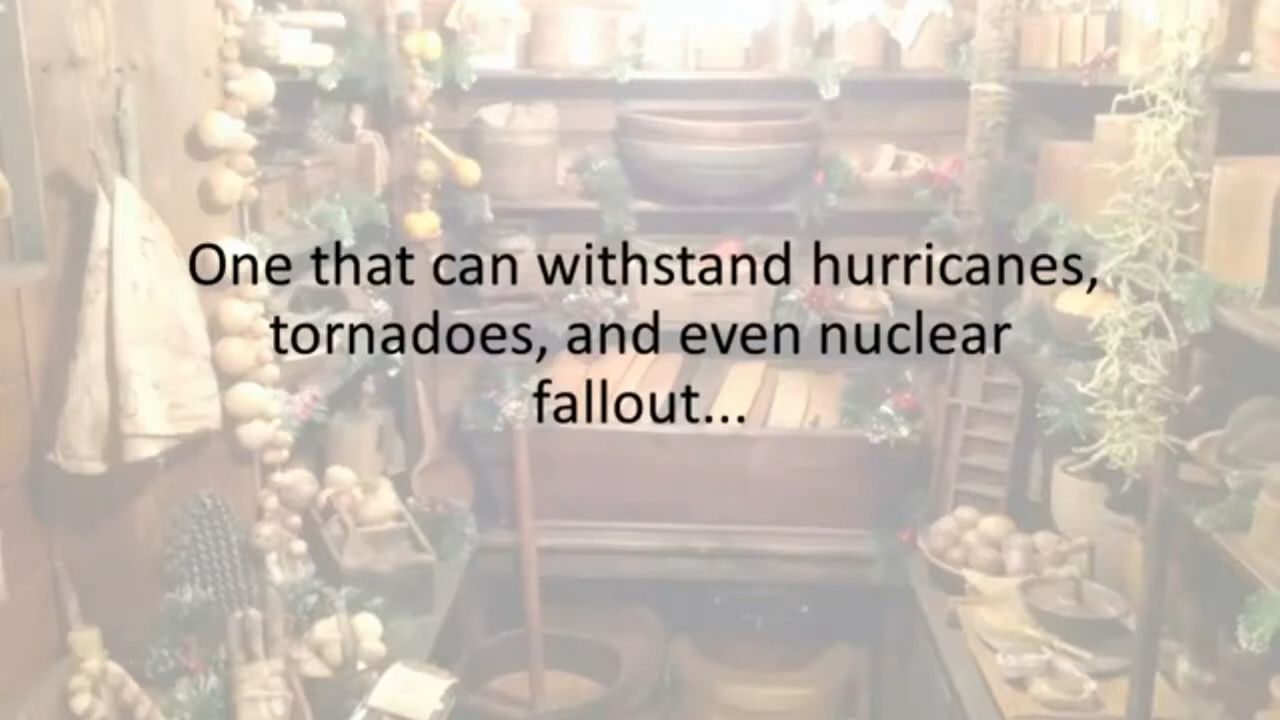 One that can withstand hurricanes,
tornadoes, and even nuclear
fallout...